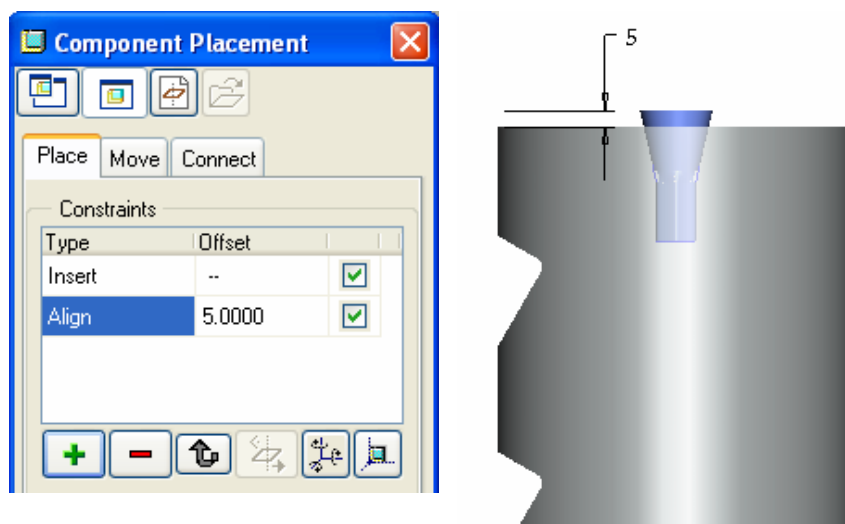 Component Placement
Place Move Connect
Constraints
Type Offset
Insert --
Align 5.0000
5